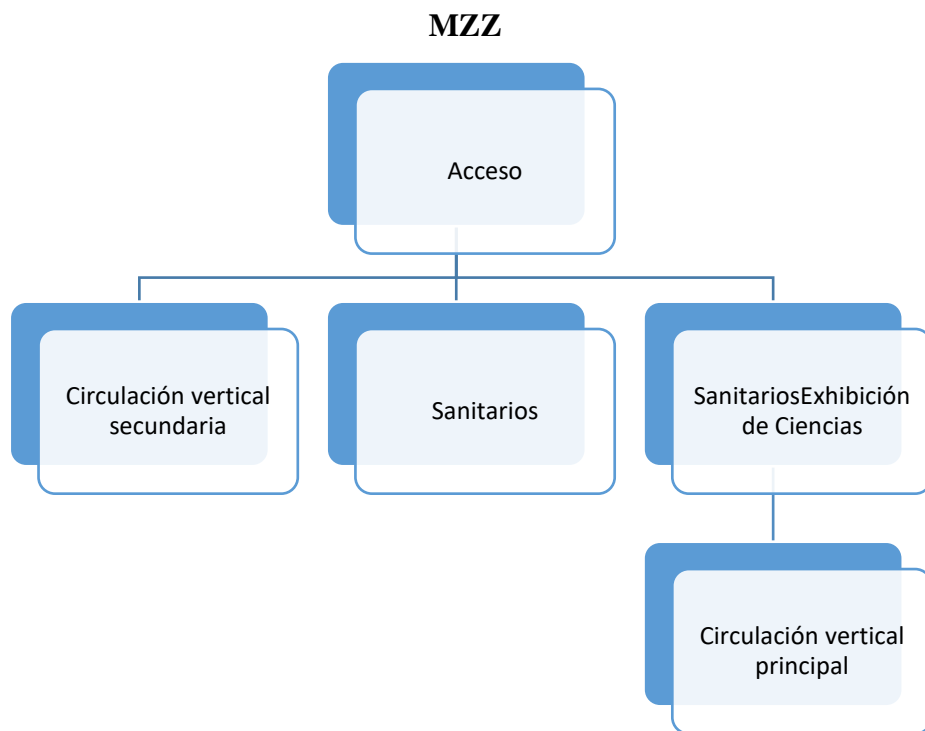 MZZ
Acceso
Circulación vertical
secundaria
Sanitarios
SanitariosExhibición
de Ciencias
Circulación vertical
principal